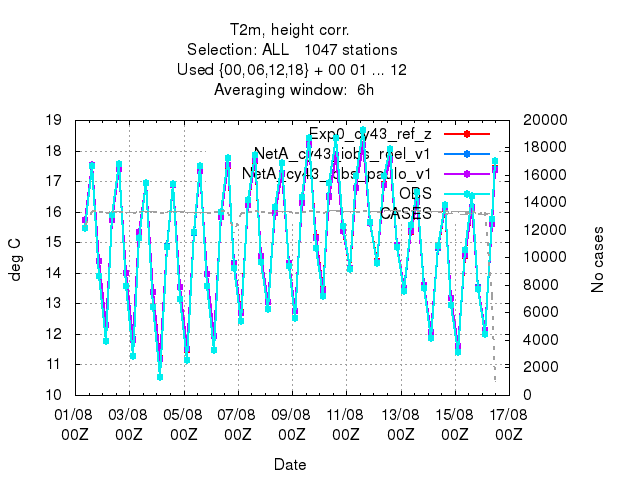 T2m, height corr.
Selection: ALL   1047 stations
Used {00,06,12,18} + 00 01 ... 12
Averaging window:  6h
19 20000
18 18000
17 16000
16 14000
15 12000
14 10000
13 8000
12 6000
11 4000
10 2000
0
deg C
No cases
Exp0_cy43_ref_z
OBS
CASES
01/08 03/08 05/08 07/08 09/08 11/08 13/08 15/08 17/08
00Z 00Z 00Z 00Z 00Z 00Z 00Z 00Z 00Z
Date